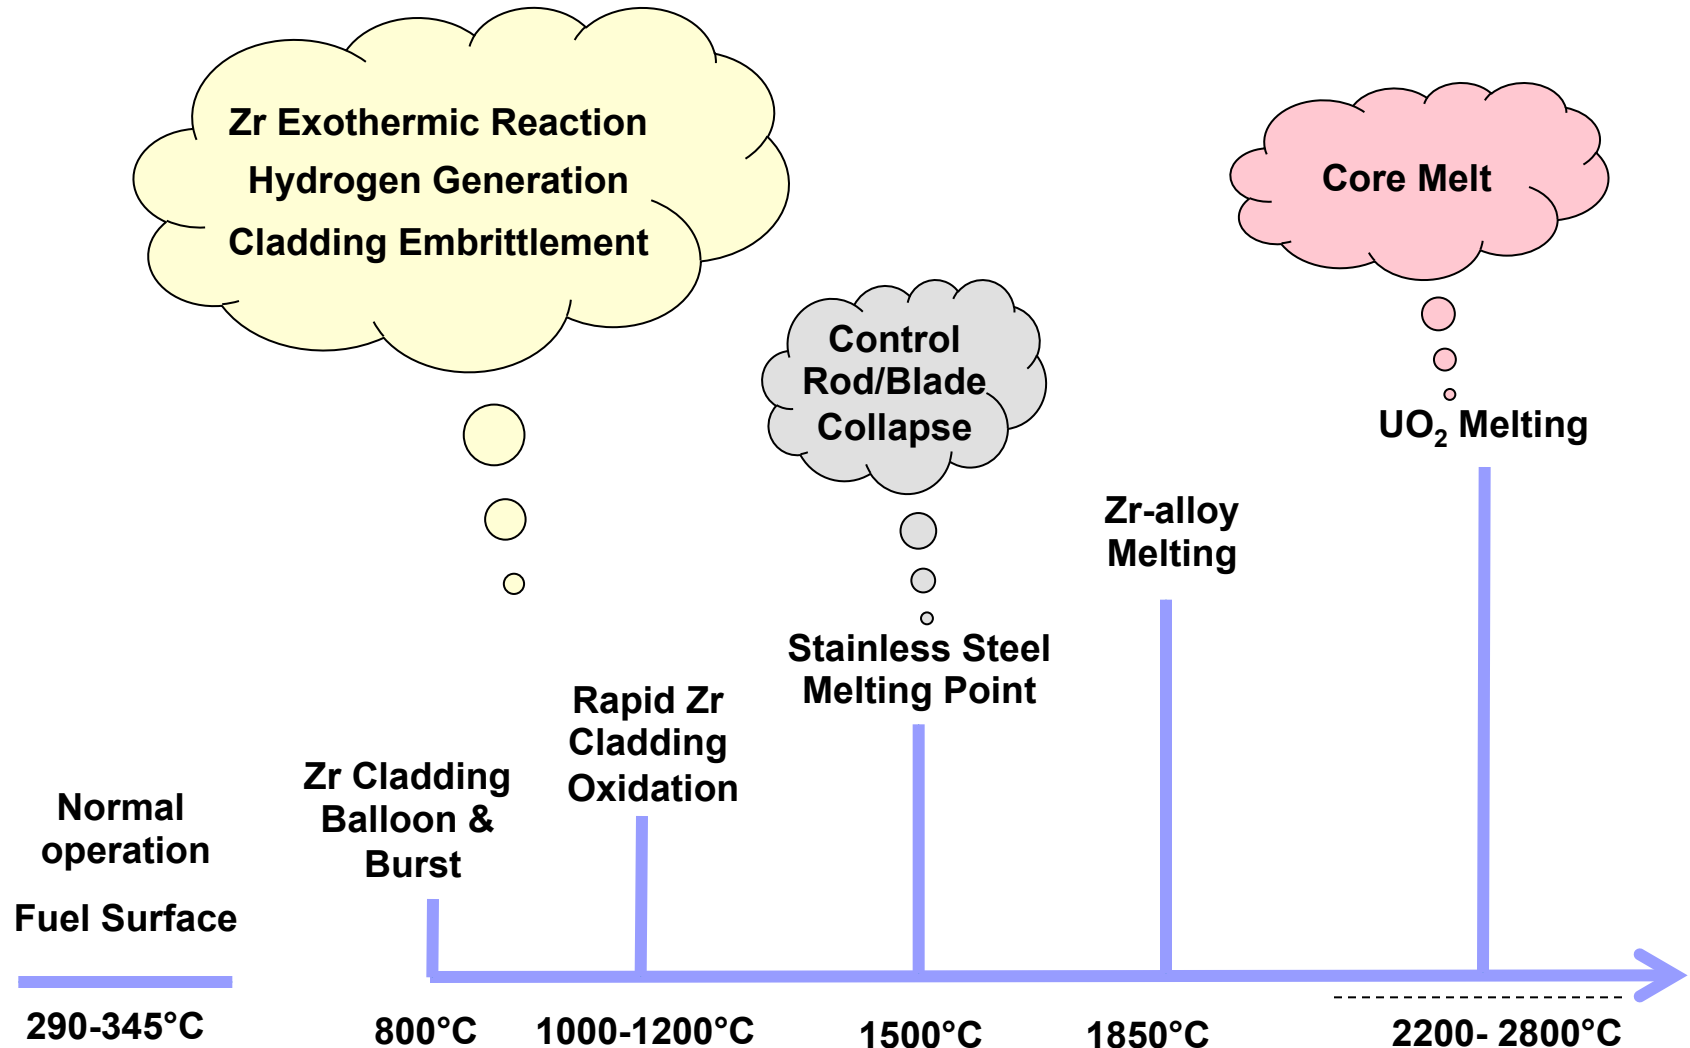 Zr Exothermic Reaction
Hydrogen Generation
Cladding Embrittlement
Core Melt
Control
Rod/Blade
Collapse
UO₂ Melting
Zr-alloy
Melting
Stainless Steel
Melting Point
Rapid Zr
Cladding
Oxidation
Zr Cladding
Balloon &
Burst
Normal
operation
Fuel Surface
290-345°C
800°C
1000-1200°C
1500°C
1850°C
2200- 2800°C